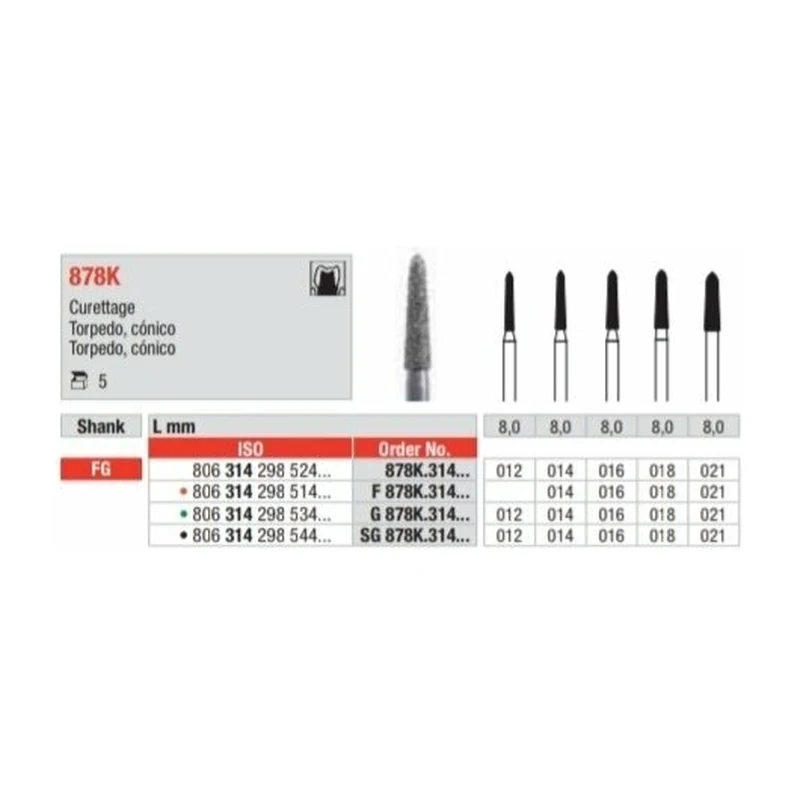 878K
Curettage
Torpedo, cónico
Torpedo, cónico
5
Shank L mm 8,0 8,0 8,0 8,0 8,0
ISO Order No.
FG 806 314 298 524... 878K.314... 012 014 016 018 021
806 314 298 514... F 878K.314... 014 016 018 021
806 314 298 534... G 878K.314... 012 014 016 018 021
806 314 298 544... SG 878K.314... 012 014 016 018 021